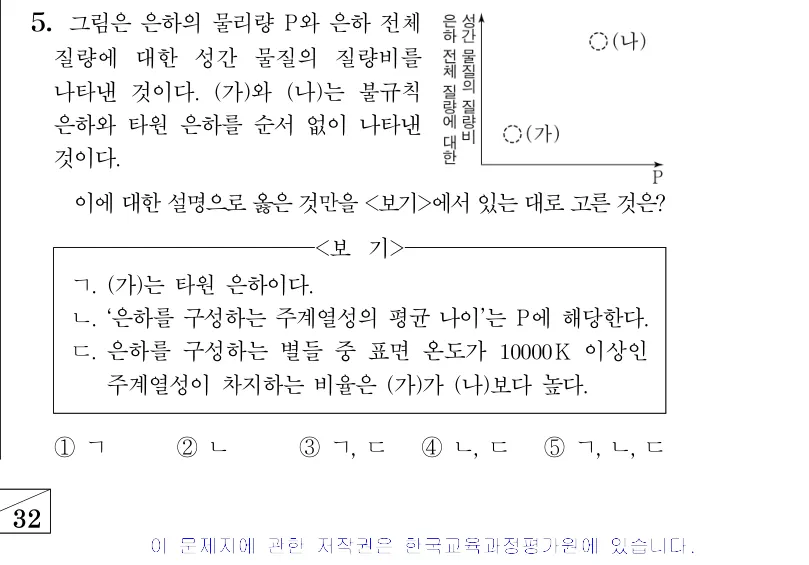 5. 그림은 은하의 물리량 P와 은하 전체
질량에 대한 성간 물질의 질량비를
나타낸 것이다. (가)와 (나)는 불규칙
은하와 타원 은하를 순서 없이 나타낸
것이다.
은하 전체 질량에 대한
성간 물질의 질량비
(나)
(가)
P
이에 대한 설명으로 옳은 것만을 <보기>에서 있는 대로 고른 것은?
<보 기>
ㄱ. (가)는 타원 은하이다.
ㄴ. ‘은하를 구성하는 주계열성의 평균 나이’는 P에 해당한다.
ㄷ. 은하를 구성하는 별들 중 표면 온도가 10000K 이상인
주계열성이 차지하는 비율은 (가)가 (나)보다 높다.
① ㄱ ② ㄴ ③ ㄱ, ㄷ ④ ㄴ, ㄷ ⑤ ㄱ, ㄴ, ㄷ
32
이 문제지에 관한 저작권은 한국교육과정평가원에 있습니다.